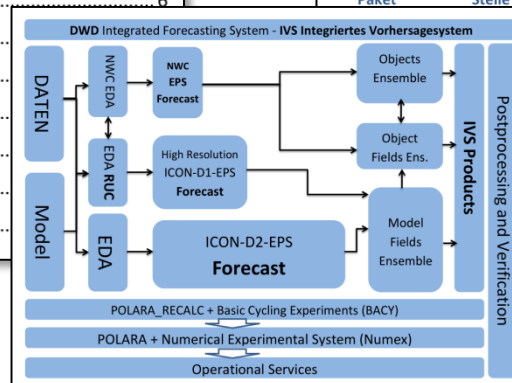 6
Paket Stelle
DWD Integrated Forecasting System - IVS Integriertes Vorhersagesystem
DATEN
Model
NWC EDA
EDA RUC
EDA
NWC
EPS
Forecast
High Resolution
ICON-D1-EPS
Forecast
ICON-D2-EPS
Forecast
Objects
Ensemble
Object
Fields Ens.
Model
Fields
Ensemble
IVS Products
Postprocessing and Verification
POLARA_RECALC + Basic Cycling Experiments (BACY)
POLARA + Numerical Experimental System (Numex)
Operational Services